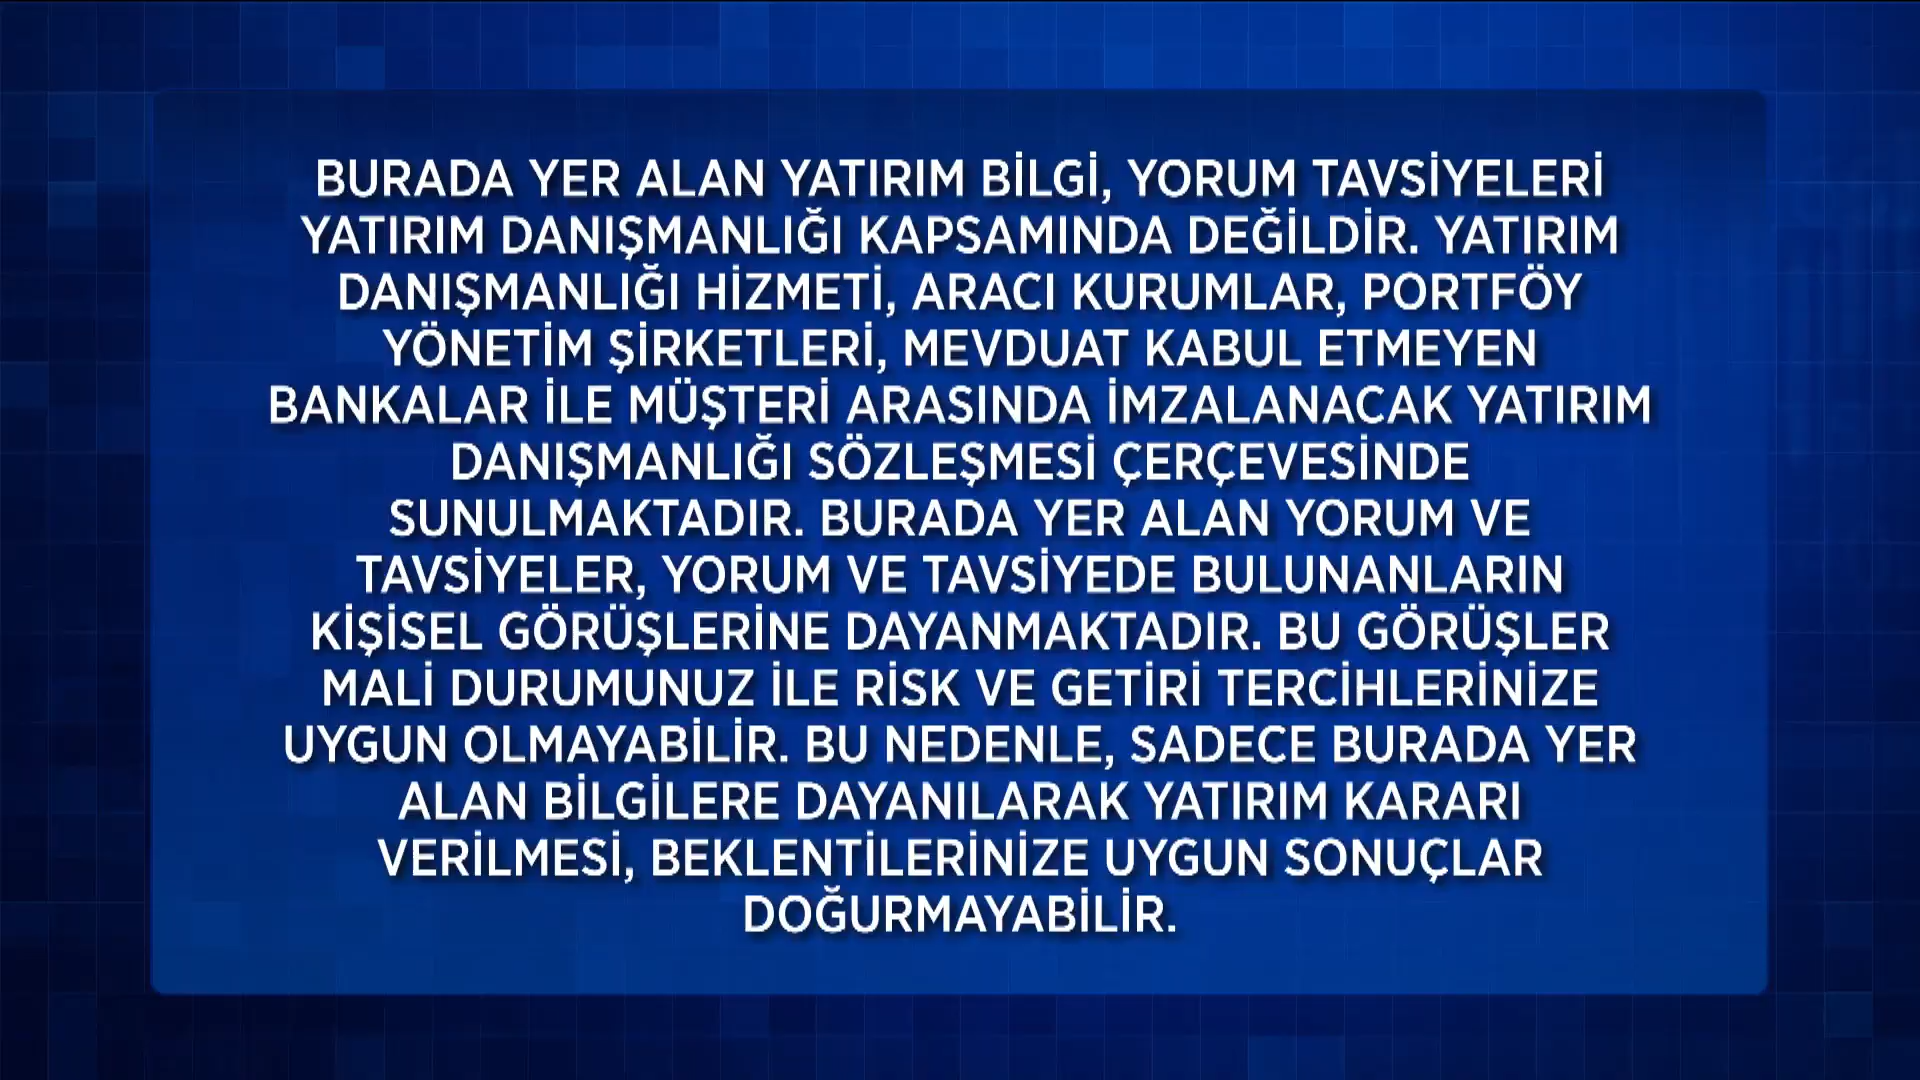 BURADA YER ALAN YATIRIM BİLGİ, YORUM TAVSİYELERİ
YATIRIM DANIŞMANLIĞI KAPSAMINDA DEĞİLDİR. YATIRIM
DANIŞMANLIĞI HİZMETİ, ARACI KURUMLAR, PORTFÖY
YÖNETİM ŞİRKETLERİ, MEVDUAT KABUL ETMEYEN
BANKALAR İLE MÜŞTERİ ARASINDA İMZALANACAK YATIRIM
DANIŞMANLIĞI SÖZLEŞMESİ ÇERÇEVESİNDE
SUNULMAKTADIR. BURADA YER ALAN YORUM VE
TAVSİYELER, YORUM VE TAVSİYEDE BULUNANLARIN
KİŞİSEL GÖRÜŞLERİNE DAYANMAKTADIR. BU GÖRÜŞLER
MALİ DURUMUNUZ İLE RİSK VE GETİRİ TERCİHLERİNİZE
UYGUN OLMAYABİLİR. BU NEDENLE, SADECE BURADA YER
ALAN BİLGİLERE DAYANILARAK YATIRIM KARARI
VERİLMESİ, BEKLENTİLERİNİZE UYGUN SONUÇLAR
DOĞURMAYABİLİR.